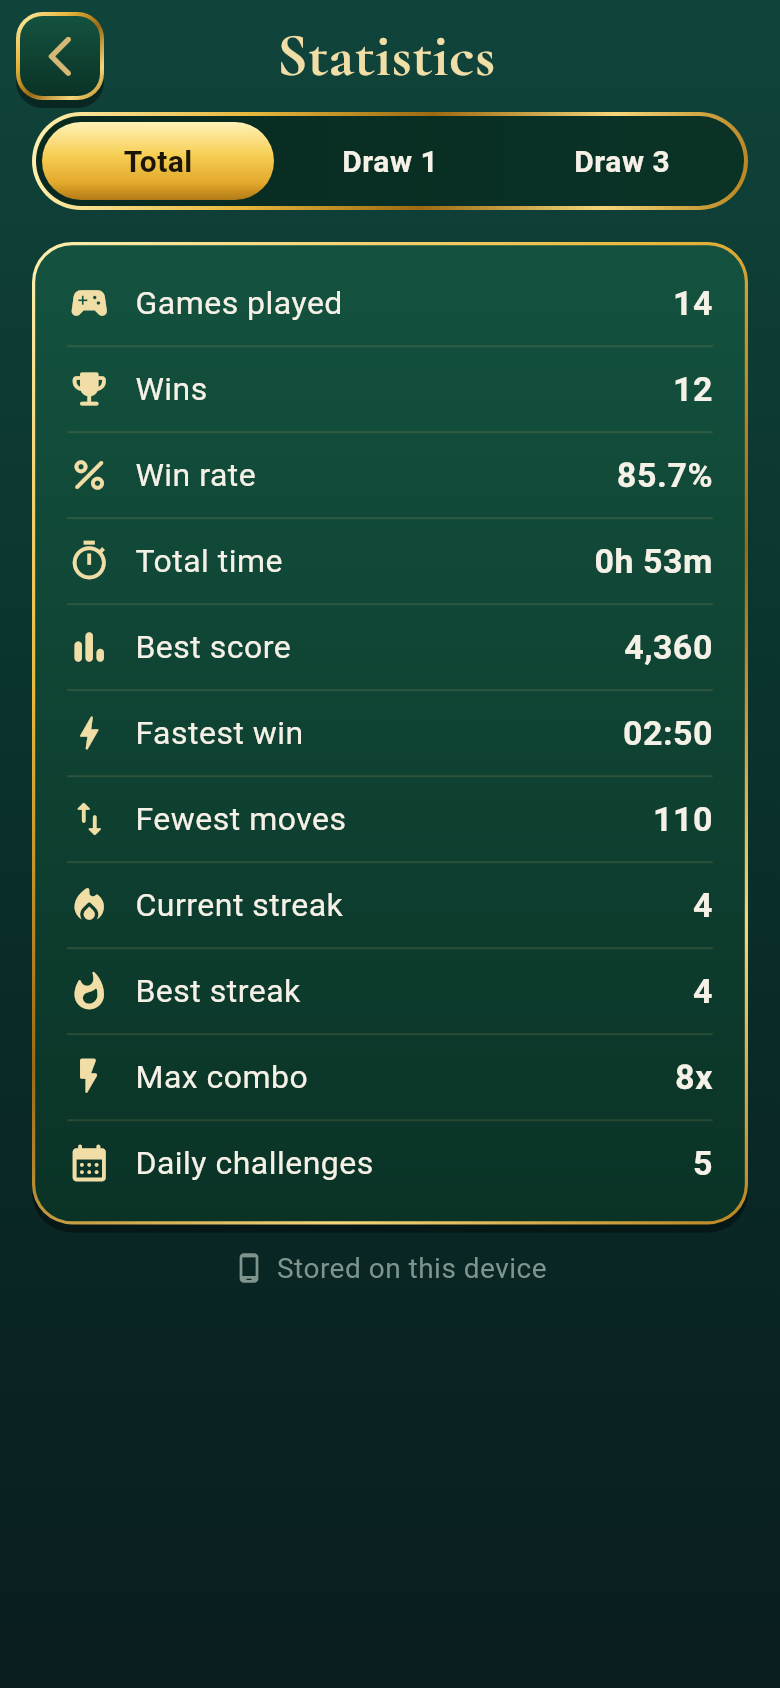 Statistics
Total Draw 1 Draw 3
Games played 14
Wins 12
Win rate 85.7%
Total time 0h 53m
Best score 4,360
Fastest win 02:50
Fewest moves 110
Current streak 4
Best streak 4
Max combo 8x
Daily challenges 5
Stored on this device